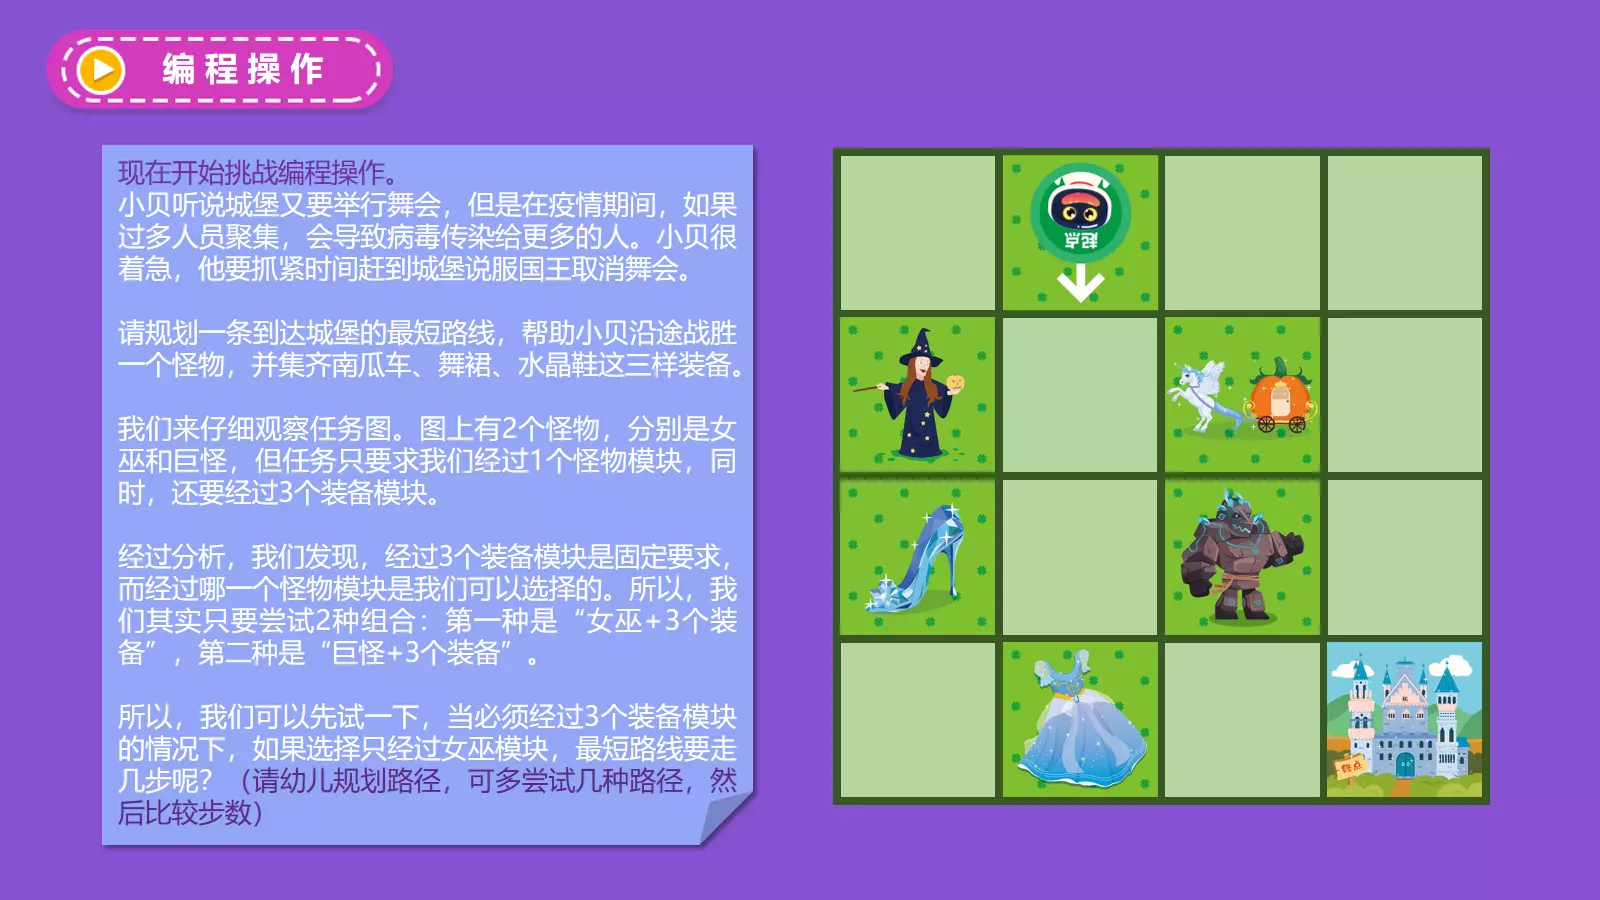 编程操作
现在开始挑战编程操作。
小贝听说城堡又要举行舞会，但是在疫情期间，如果
过多人员聚集，会导致病毒传染给更多的人。小贝很
着急，他要抓紧时间赶到城堡说服国王取消舞会。
请规划一条到达城堡的最短路线，帮助小贝沿途战胜
一个怪物，并集齐南瓜车、舞裙、水晶鞋这三样装备。
我们来仔细观察任务图。图上有2个怪物，分别是女
巫和巨怪，但任务只要求我们经过1个怪物模块，同
时，还要经过3个装备模块。
经过分析，我们发现，经过3个装备模块是固定要求，
而经过哪一个怪物模块是我们可以选择的。所以，我
们其实只要尝试2种组合：第一种是“女巫+3个装
备”，第二种是“巨怪+3个装备”。
所以，我们可以先试一下，当必须经过3个装备模块
的情况下，如果选择只经过女巫模块，最短路线要走
几步呢？（请幼儿规划路径，可多尝试几种路径，然
后比较步数）
起点
终点